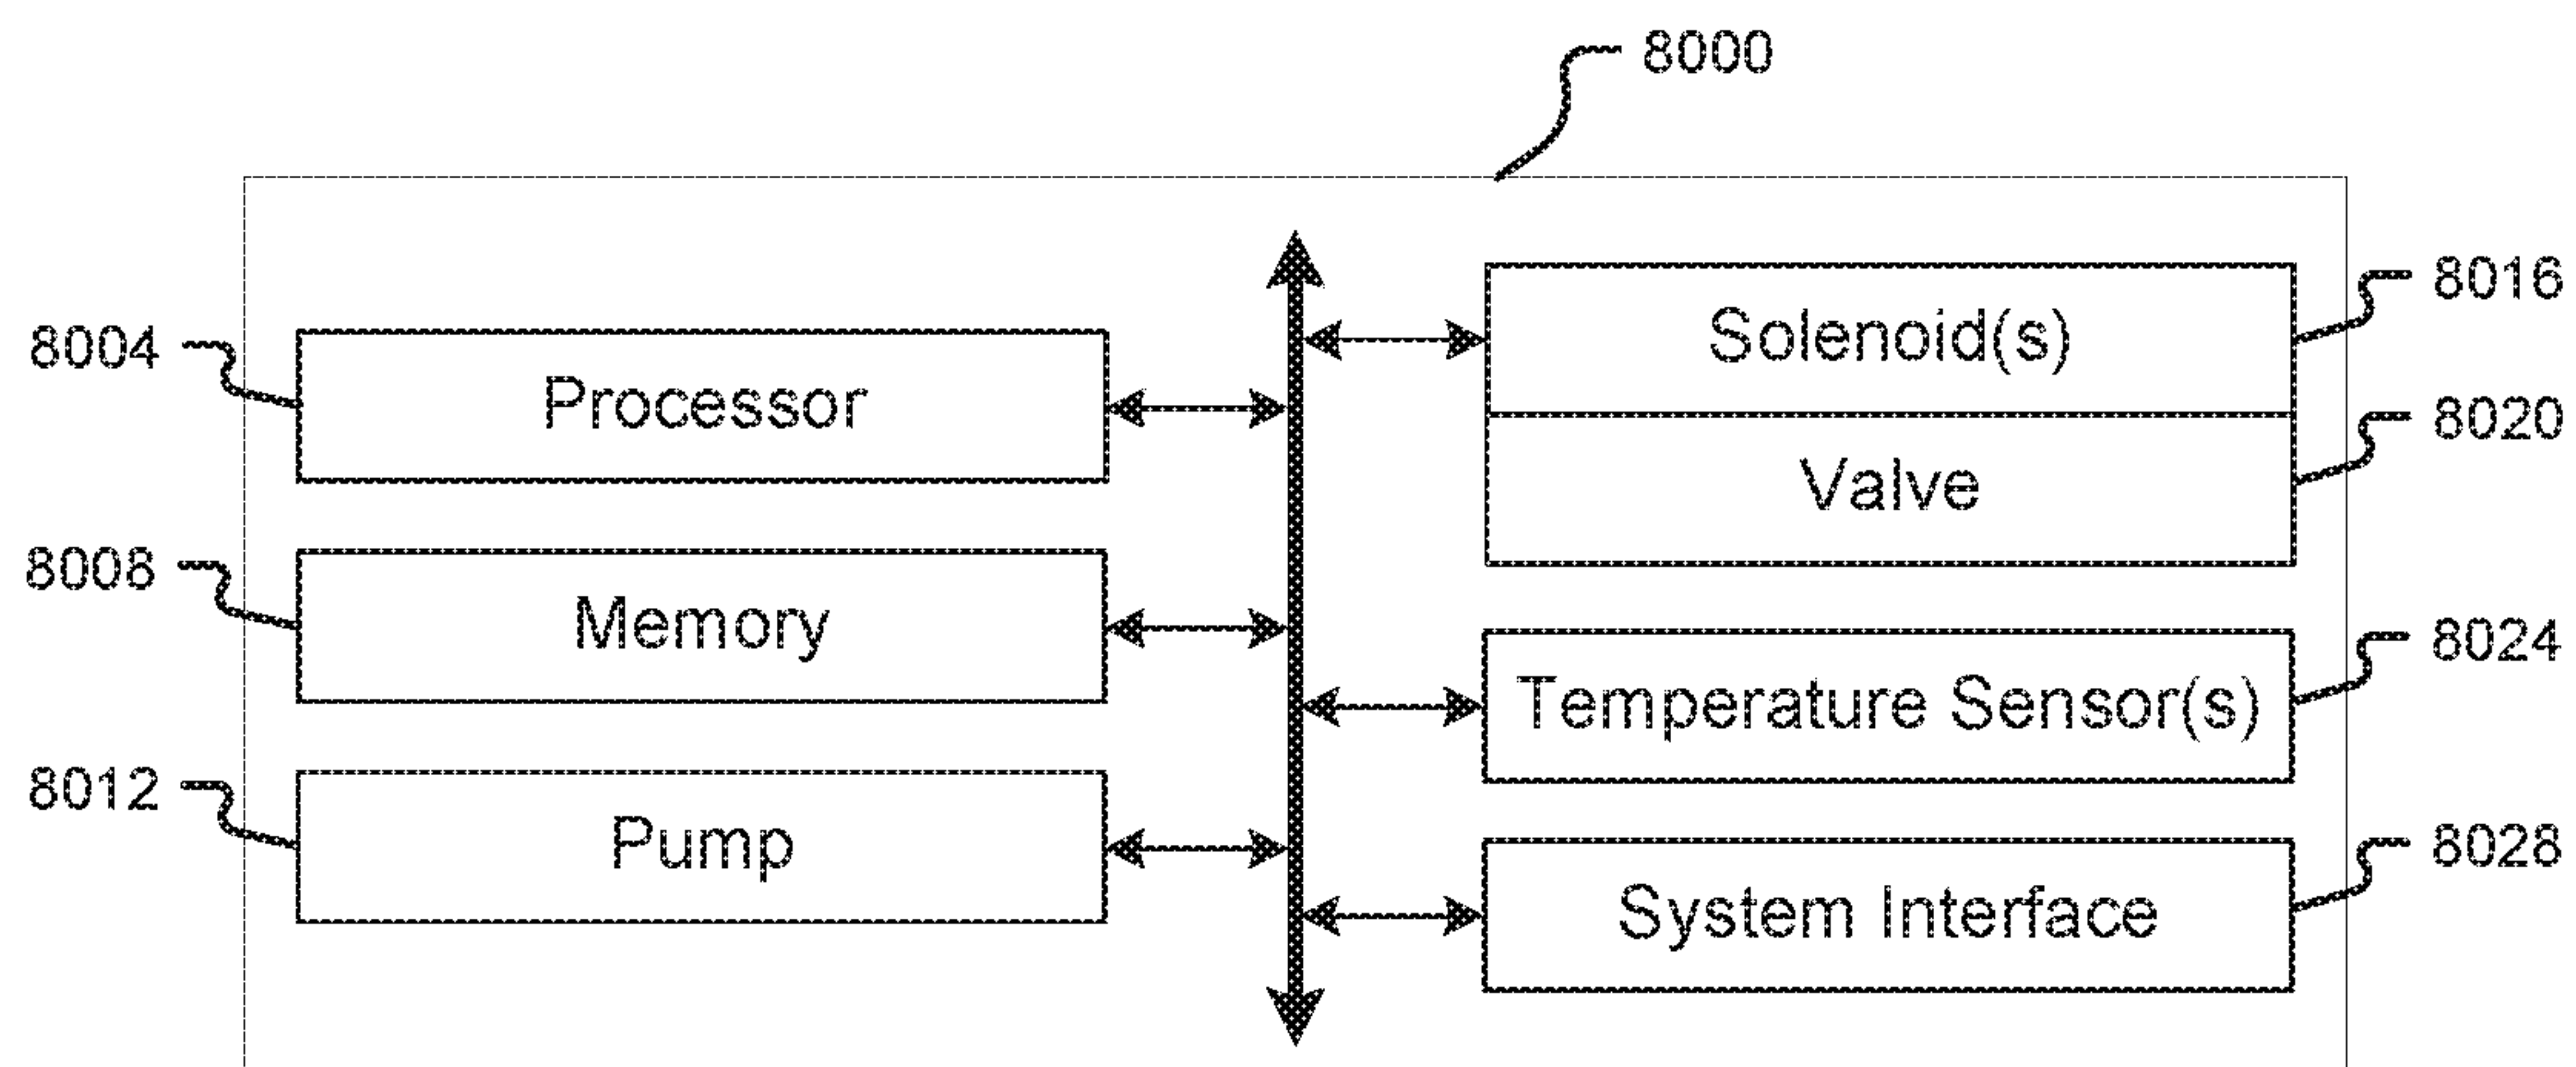 8000
8004
Processor
8008
Memory
8012
Pump
Solenoid(s)
8016
Valve
8020
Temperature Sensor(s)
8024
System Interface
8028